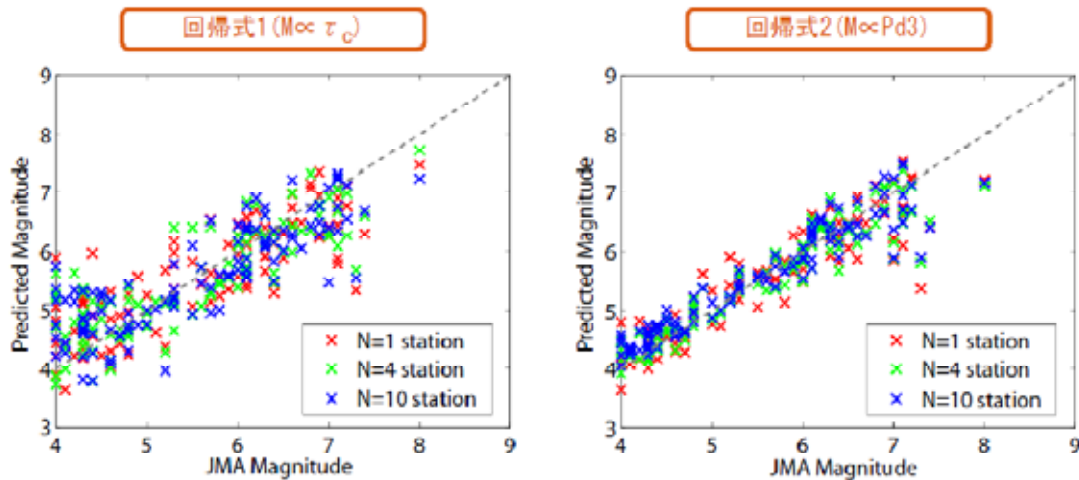 回帰式1(M∝ τc)
回帰式2(M∝Pd3)
9
8
7
6
5
4
3
Predicted Magnitude
4
5
6
7
8
9
JMA Magnitude
N=1 station
N=4 station
N=10 station
9
8
7
6
5
4
3
Predicted Magnitude
4
5
6
7
8
9
JMA Magnitude
N=1 station
N=4 station
N=10 station